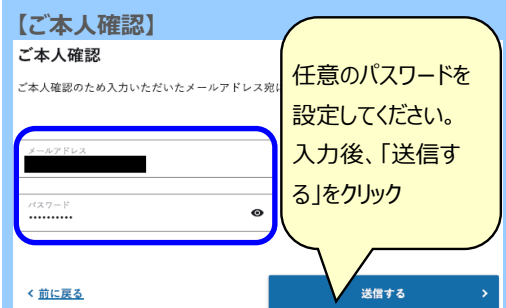 【ご本人確認】
ご本人確認
ご本人確認のため入力いただいたメールアドレス宛に
任意のパスワードを
設定してください。
入力後、「送信す
る」をクリック
メールアドレス
パスワード
••••••••••
< 前に戻る
送信する >